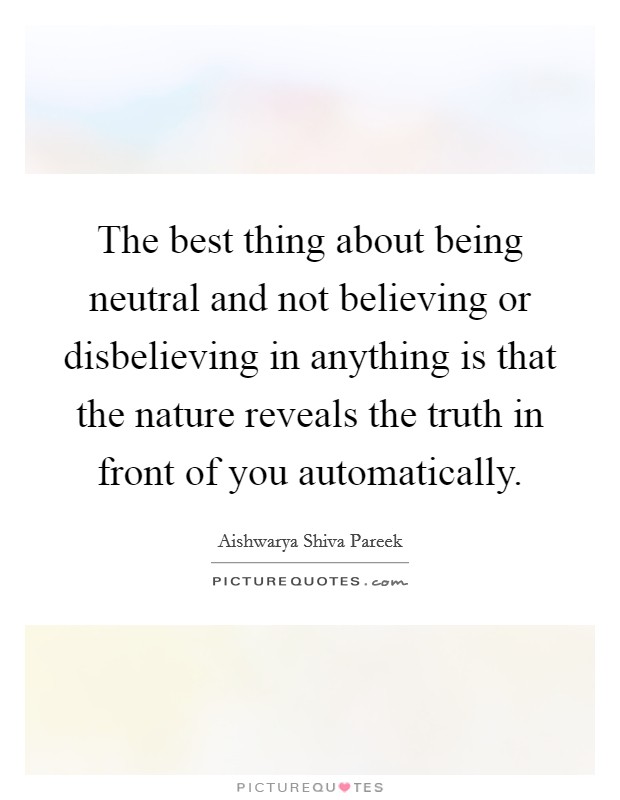 The best thing about being
neutral and not believing or
disbelieving in anything is that
the nature reveals the truth in
front of you automatically.
Aishwarya Shiva Pareek
PICTUREQUOTES.com
PICTUREQUOTES